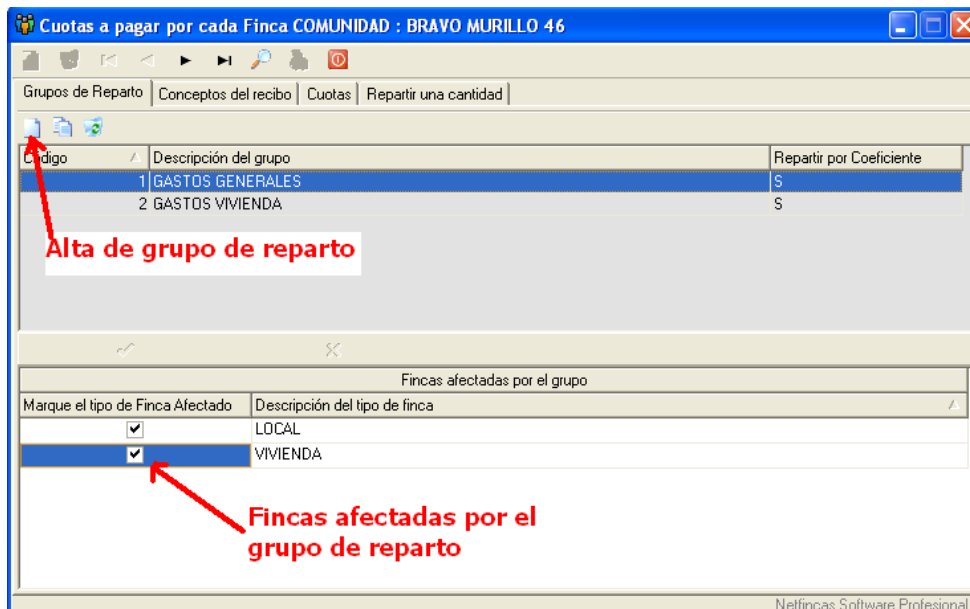 Cuotas a pagar por cada Finca COMUNIDAD : BRAVO MURILLO 46
Grupos de Reparto Conceptos del recibo Cuotas Repartir una cantidad
Código Descripción del grupo Repartir por Coeficiente
1 GASTOS GENERALES S
2 GASTOS VIVIENDA S
Alta de grupo de reparto
Fincas afectadas por el grupo
Marque el tipo de Finca Afectado Descripción del tipo de finca
LOCAL
VIVIENDA
Fincas afectadas por el
grupo de reparto
Netfincas Software Profesional